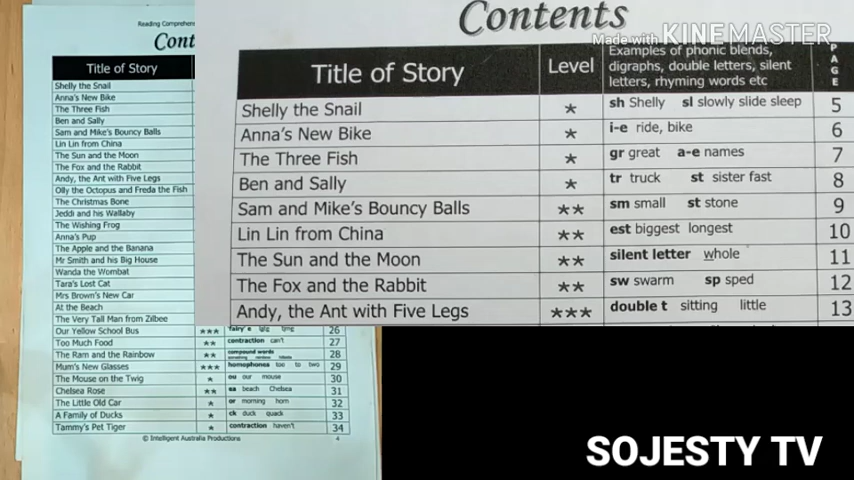 Reading Comprehens
Cont
Title of Story
Shelly the Snail
Anna's New Bike
The Three Fish
Ben and Sally
Sam and Mike's Bouncy Balls
Lin Lin from China
The Sun and the Moon
The Fox and the Rabbit
Andy, the Ant with Five Legs
Olly the Octopus and Freda the Fish
The Christmas Bone
Jeddi and his Wallaby
The Wishing Frog
Anna's Pup
The Apple and the Banana
Mr Smith and his Big House
Wanda the Wombat
Tara's Lost Cat
Mrs Brown's New Car
At the Beach
The Very Tall Man from Zilbee
Our Yellow School Bus *** 26
Too Much Food ** contraction can't 27
The Ram and the Rainbow ** compound words 28
Mum's New Glasses *** homophones too to two 29
The Mouse on the Twig * ou our mouse 30
Chelsea Rose ** ea beach Chelsea 31
The Little Old Car * or morning horn 32
A Family of Ducks * ck duck quack 33
Tammy's Pet Tiger * contraction haven't 34
© Intelligent Australia Productions 4
Contents
Made with KINEMASTER
Title of Story Level Examples of phonic blends, digraphs, double letters, silent letters, rhyming words etc PAGE
Shelly the Snail * sh Shelly sl slowly slide sleep 5
Anna's New Bike * i-e ride, bike 6
The Three Fish * gr great a-e names 7
Ben and Sally * tr truck st sister fast 8
Sam and Mike's Bouncy Balls ** sm small st stone 9
Lin Lin from China ** est biggest longest 10
The Sun and the Moon ** silent letter whole 11
The Fox and the Rabbit ** sw swarm sp sped 12
Andy, the Ant with Five Legs *** double t sitting little 13
SOJESTY TV